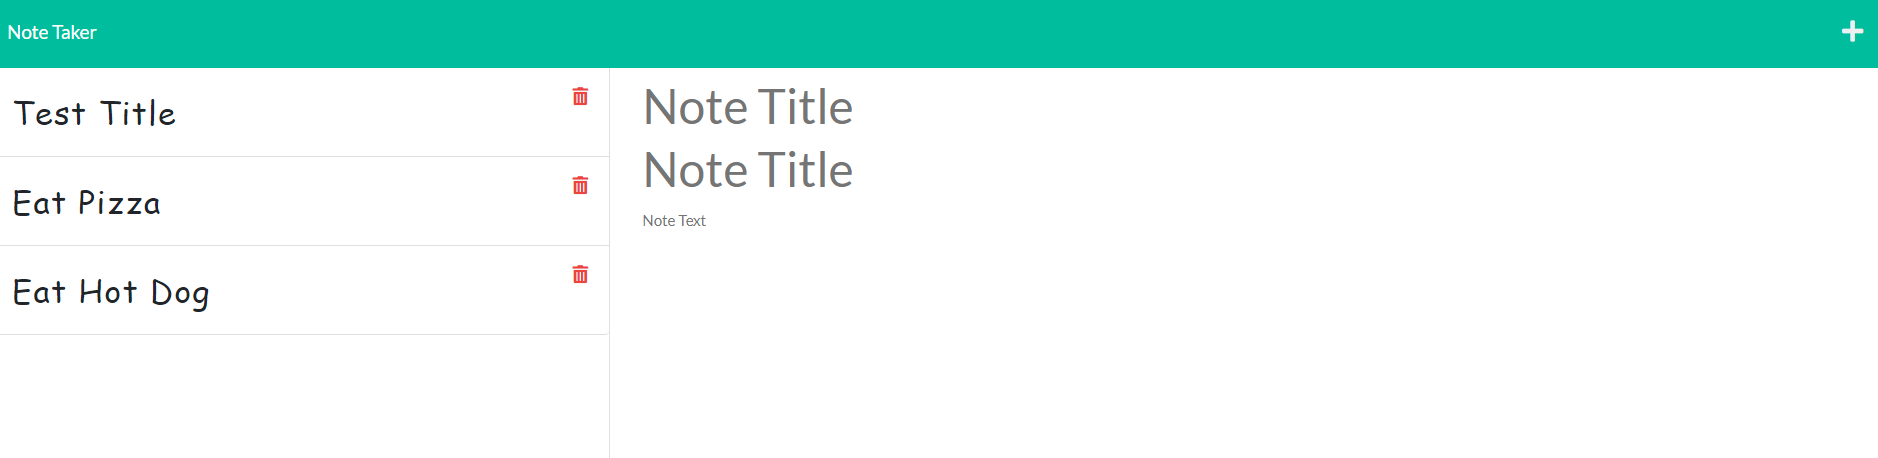 Note Taker
Test Title
Eat Pizza
Eat Hot Dog
Note Title
Note Title
Note Text